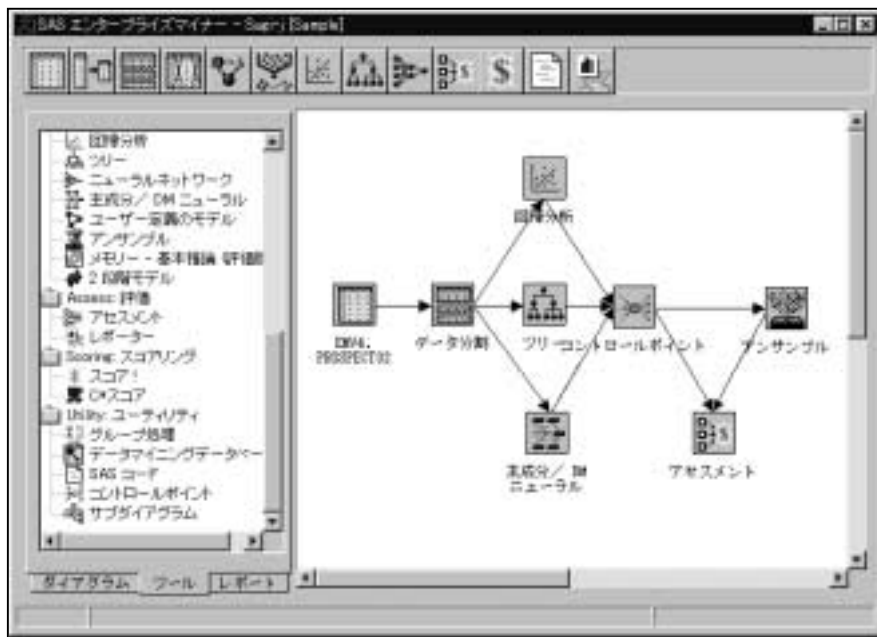 SAS エンタープライズマイナー - Sapri [Sample]
回帰分析
ツリー
ニューラルネットワーク
主成分／ DM ニューラル
ユーザー定義のモデル
アンサンブル
メモリー - 基本推論
2 段階モデル
Assess: 評価
アセスメント
レポーター
Scoring: スコアリング
スコア！
C*スコア
Utility: ユーティリティ
グループ処理
データマイニングデータベー
SAS コード
コントロールポイント
サブダイアグラム
ダイアグラム
ツール
レポート
回帰分析
データ分割
ツリー
コントロールポイント
アンサンブル
主成分／ DM
ニューラル
アセスメント